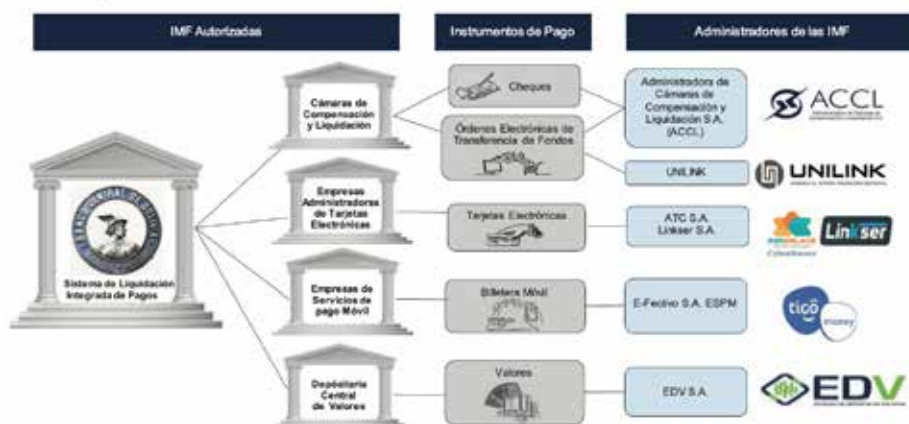 IMF Autorizadas
Instrumentos de Pago
Administradores de las IMF
Sistema de Liquidación
Integrada de Pagos
Cámaras de
Compensación
y Liquidación
Cheques
Órdenes Electrónicas de
Transferencia de Fondos
Administradora de
Cámaras de
Compensación y
Liquidación S.A.
(ACCL)
ACCL
UNILINK
UNILINK
Empresas
Administradoras
de Tarjetas
Electrónicas
Tarjetas Electrónicas
ATC S.A.
Linkser S.A.
Linkser
Empresas de
Servicios de
pago Móvil
Billetera Móvil
E-Fectivo S.A. ESPM
tigo
money
Depositaria
Central
de Valores
Valores
EDV S.A.
EDV